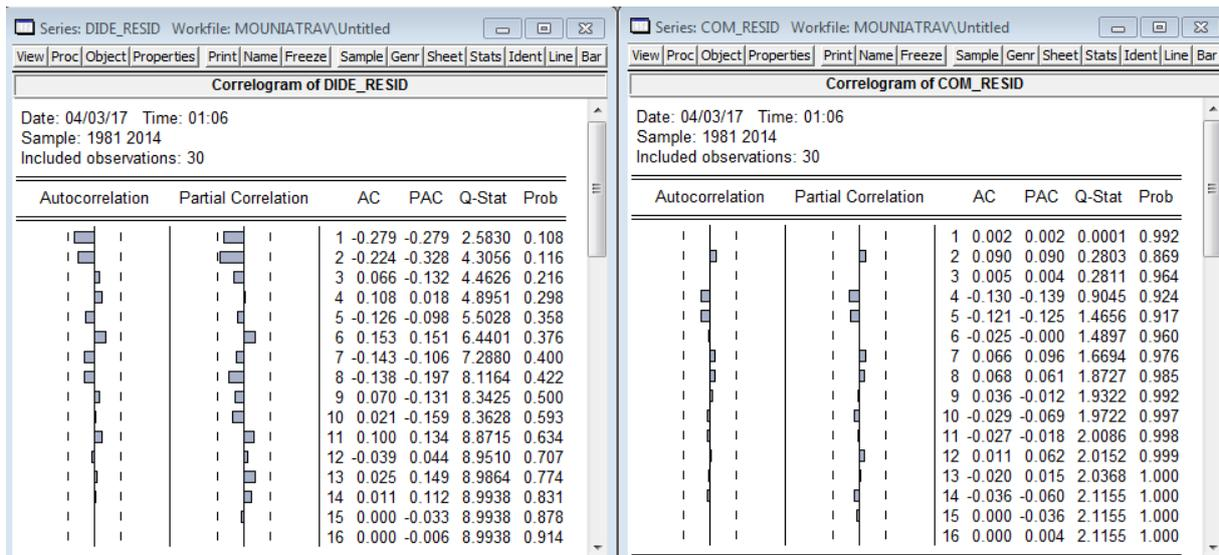 Series: DIDE_RESID Workfile: MOUNIATRAV\Untitled
View Proc Object Properties Print Name Freeze Sample Genr Sheet Stats Ident Line Bar
Correlogram of DIDE_RESID
Date: 04/03/17 Time: 01:06
Sample: 1981 2014
Included observations: 30
Autocorrelation Partial Correlation AC PAC Q-Stat Prob
1 -0.279 -0.279 2.5830 0.108
2 -0.224 -0.328 4.3056 0.116
3 0.066 -0.132 4.4626 0.216
4 0.108 0.018 4.8951 0.298
5 -0.126 -0.098 5.5028 0.358
6 0.153 0.151 6.4401 0.376
7 -0.143 -0.106 7.2880 0.400
8 -0.138 -0.197 8.1164 0.422
9 0.070 -0.131 8.3425 0.500
10 0.021 -0.159 8.3628 0.593
11 0.100 0.134 8.8715 0.634
12 -0.039 0.044 8.9510 0.707
13 0.025 0.149 8.9864 0.774
14 0.011 0.112 8.9938 0.831
15 0.000 -0.033 8.9938 0.878
16 0.000 -0.006 8.9938 0.914
Series: COM_RESID Workfile: MOUNIATRAV\Untitled
View Proc Object Properties Print Name Freeze Sample Genr Sheet Stats Ident Line Bar
Correlogram of COM_RESID
Date: 04/03/17 Time: 01:06
Sample: 1981 2014
Included observations: 30
Autocorrelation Partial Correlation AC PAC Q-Stat Prob
1 0.002 0.002 0.0001 0.992
2 0.090 0.090 0.2803 0.869
3 0.005 0.004 0.2811 0.964
4 -0.130 -0.139 0.9045 0.924
5 -0.121 -0.125 1.4656 0.917
6 -0.025 -0.000 1.4897 0.960
7 0.066 0.096 1.6694 0.976
8 0.068 0.061 1.8727 0.985
9 0.036 -0.012 1.9322 0.992
10 -0.029 -0.069 1.9722 0.997
11 -0.027 -0.018 2.0086 0.998
12 0.011 0.062 2.0152 0.999
13 -0.020 0.015 2.0368 1.000
14 -0.036 -0.060 2.1155 1.000
15 0.000 -0.036 2.1155 1.000
16 0.000 0.004 2.1155 1.000